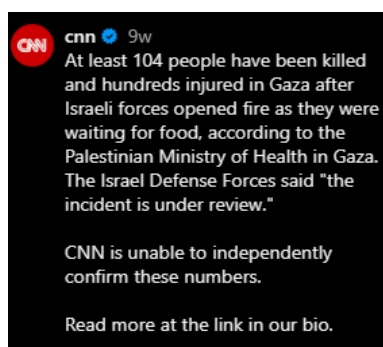 CNN
cnn 9w
At least 104 people have been killed
and hundreds injured in Gaza after
Israeli forces opened fire as they were
waiting for food, according to the
Palestinian Ministry of Health in Gaza.
The Israel Defense Forces said "the
incident is under review."
CNN is unable to independently
confirm these numbers.
Read more at the link in our bio.